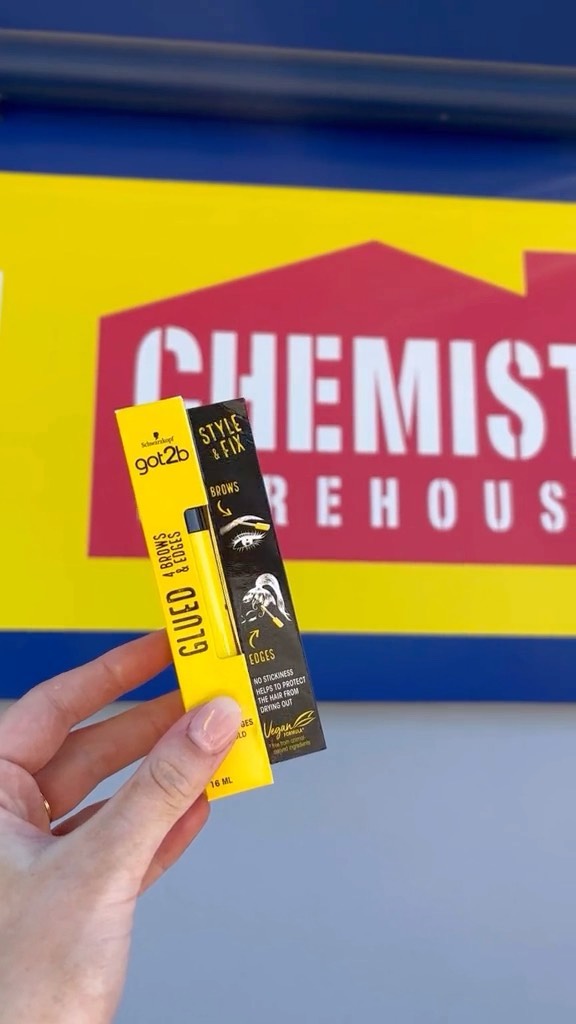 CHEMIST
REHOUS
Schwarzkopf
got2b
GLUED
4 BROWS
& EDGES
16 ML
STYLE
& FIX
BROWS
EDGES
NO STICKINESS
HELPS TO PROTECT
THE HAIR FROM
DRYING OUT
Vegan
FORMULA*